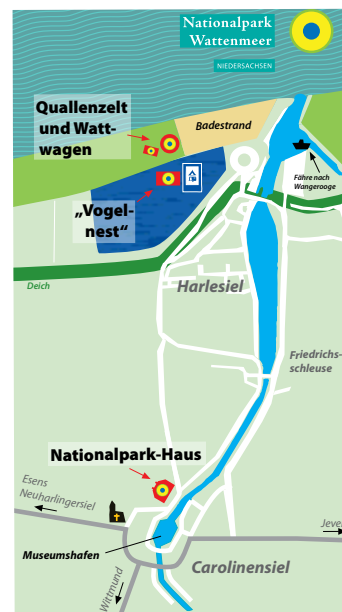 Nationalpark
Wattenmeer
NIEDERSACHSEN
Quallenzelt
und Watt-
wagen
Badestrand
„Vogel-
nest“
Fähre nach
Wangerooge
Deich
Harlesiel
Friedrichs-
schleuse
Nationalpark-Haus
Esens
Neuharlingersiel
Jever
Museumshafen
Carolinensiel
Wittmund